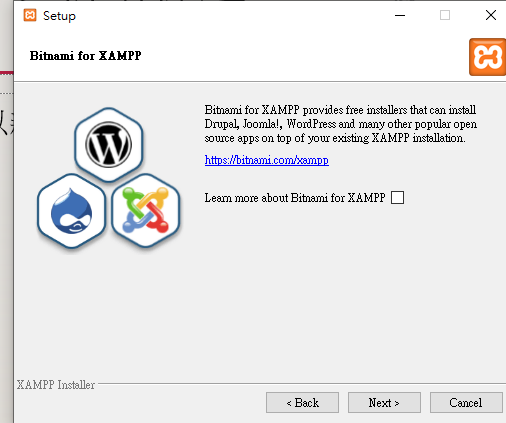 Setup
Bitnami for XAMPP
Bitnami for XAMPP provides free installers that can install
Drupal, Joomla!, WordPress and many other popular open
source apps on top of your existing XAMPP installation.
https://bitnami.com/xampp
Learn more about Bitnami for XAMPP
XAMPP Installer
< Back
Next >
Cancel